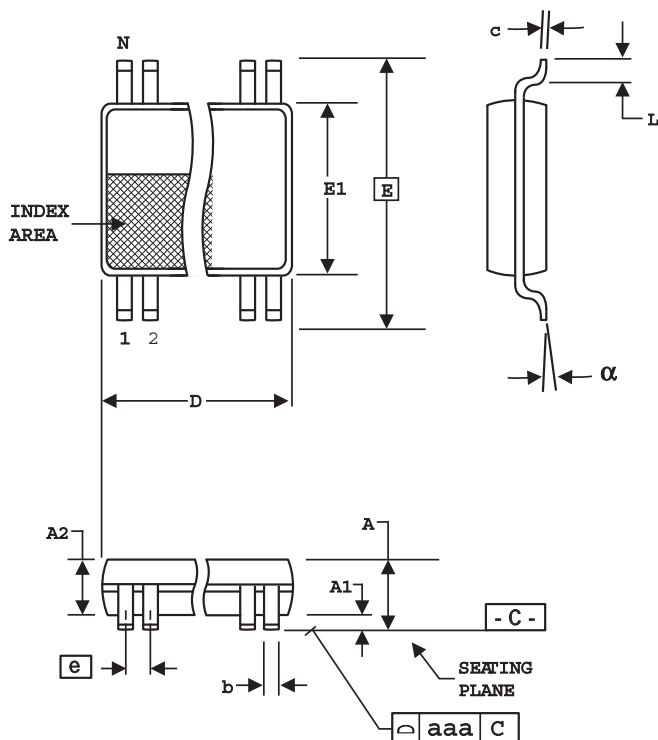 c
N
L
E1
E
INDEX
AREA
1 2
α
D
A2
A
A1
- C -
e
SEATING
PLANE
b
aaa C